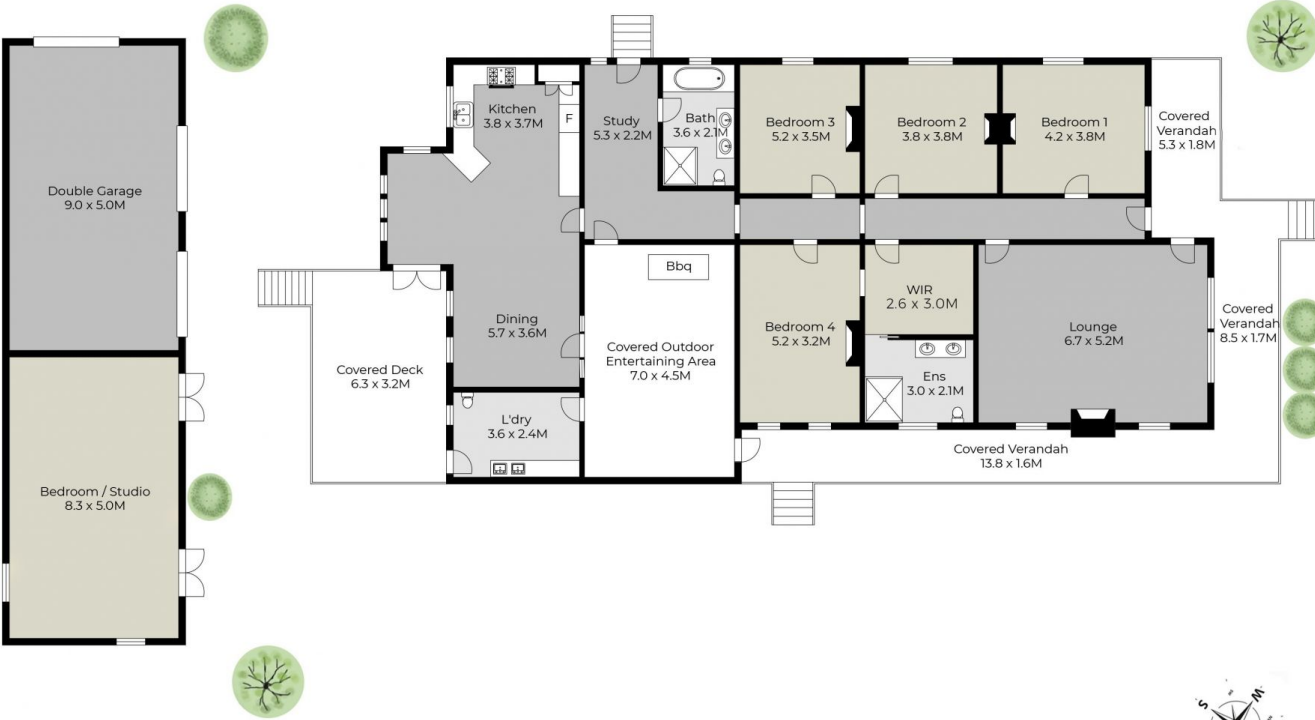 Double Garage
9.0 x 5.0M
Bedroom / Studio
8.3 x 5.0M
Kitchen
3.8 x 3.7M
F
Study
5.3 x 2.2M
Bath
3.6 x 2.1M
Bedroom 3
5.2 x 3.5M
Bedroom 2
3.8 x 3.8M
Bedroom 1
4.2 x 3.8M
Covered
Verandah
5.3 x 1.8M
Dining
5.7 x 3.6M
Covered Deck
6.3 x 3.2M
L'dry
3.6 x 2.4M
Bbq
Covered Outdoor
Entertaining Area
7.0 x 4.5M
Bedroom 4
5.2 x 3.2M
WIR
2.6 x 3.0M
Ens
3.0 x 2.1M
Lounge
6.7 x 5.2M
Covered
Verandah
8.5 x 1.7M
Covered Verandah
13.8 x 1.6M
S
W